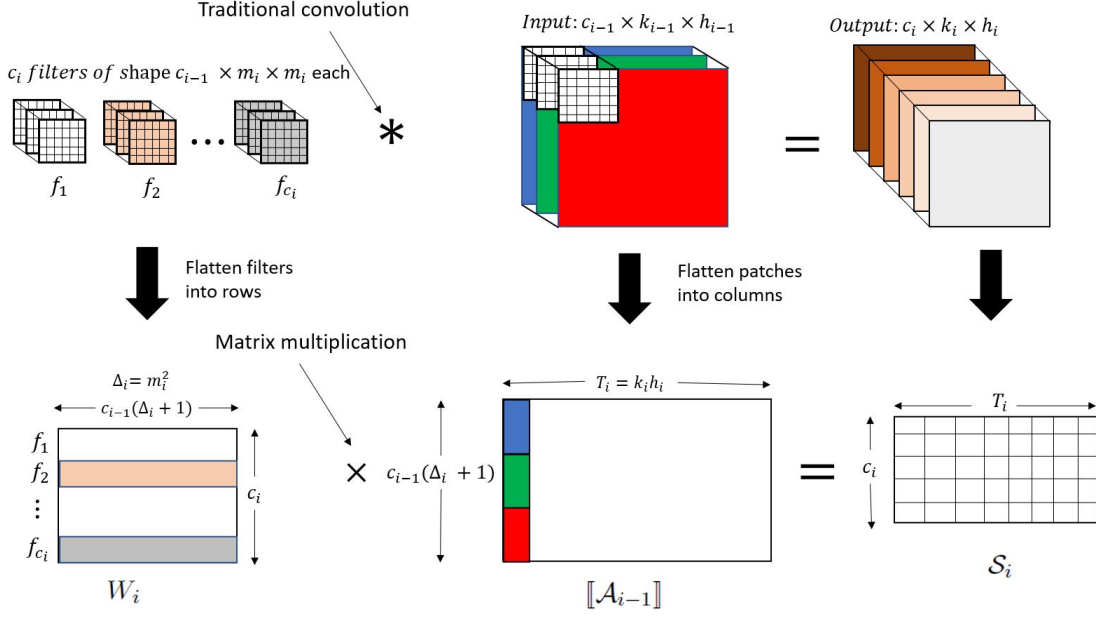 Traditional convolution
Input: c_{i-1} × k_{i-1} × h_{i-1}
Output: c_i × k_i × h_i
c_i filters of shape c_{i-1} × m_i × m_i each
*
=
...
f_1
f_2
f_{c_i}
Flatten filters
into rows
Flatten patches
into columns
Matrix multiplication
Δ_i = m_i^2
c_{i-1}(Δ_i + 1)
T_i = k_i h_i
T_i
f_1
f_2
⋮
f_{c_i}
c_i
×
c_{i-1}(Δ_i + 1)
=
c_i
W_i
⟦𝒜_{i-1}⟧
𝒮_i